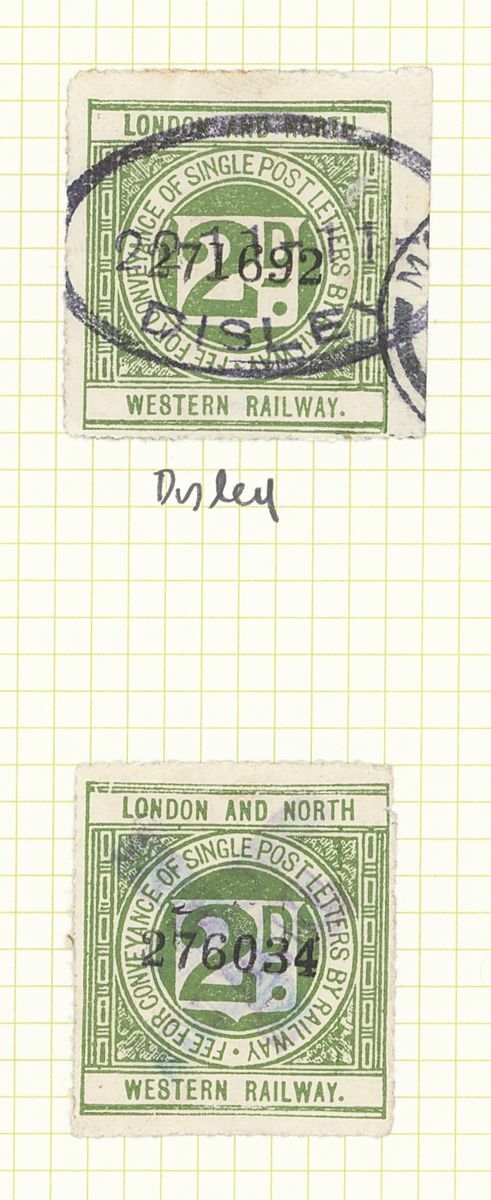 LONDON AND NORTH
FEE FOR CONVEYANCE OF SINGLE POST LETTERS BY RAILWAY
2D.
271692
DISLEY
WESTERN RAILWAY.
Disley
LONDON AND NORTH
FEE FOR CONVEYANCE OF SINGLE POST LETTERS BY RAILWAY
2D.
276034
WESTERN RAILWAY.